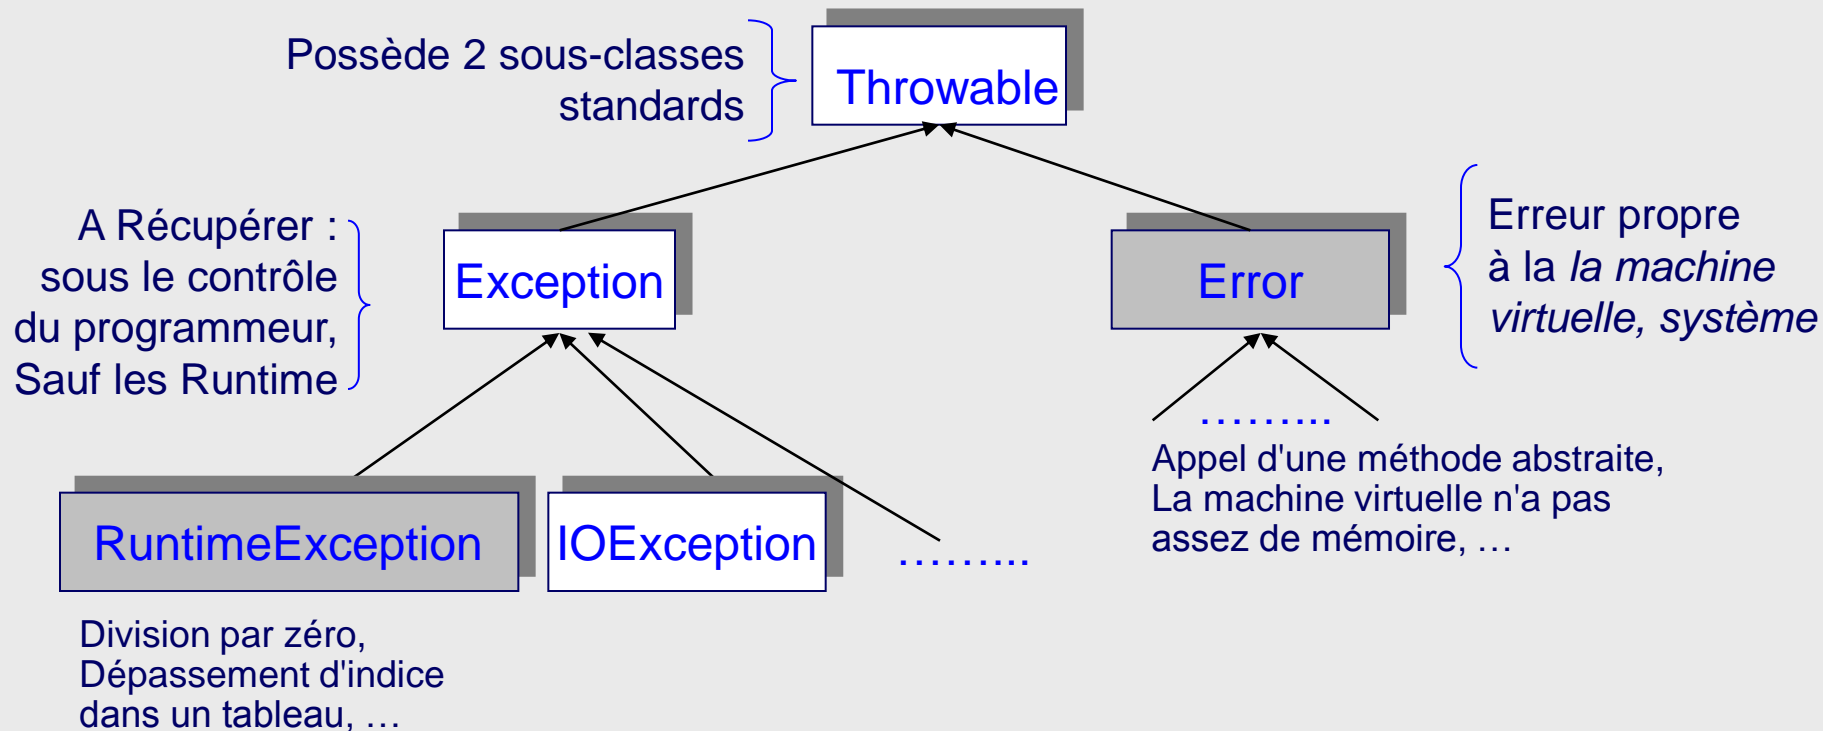 Possède 2 sous-classes
standards
Throwable
A Récupérer :
sous le contrôle
du programmeur,
Sauf les Runtime
Exception
Error
Erreur propre
à la la machine
virtuelle, système
RuntimeException
IOException
………...
………...
Appel d'une méthode abstraite,
La machine virtuelle n'a pas
assez de mémoire, …
Division par zéro,
Dépassement d'indice
dans un tableau, …